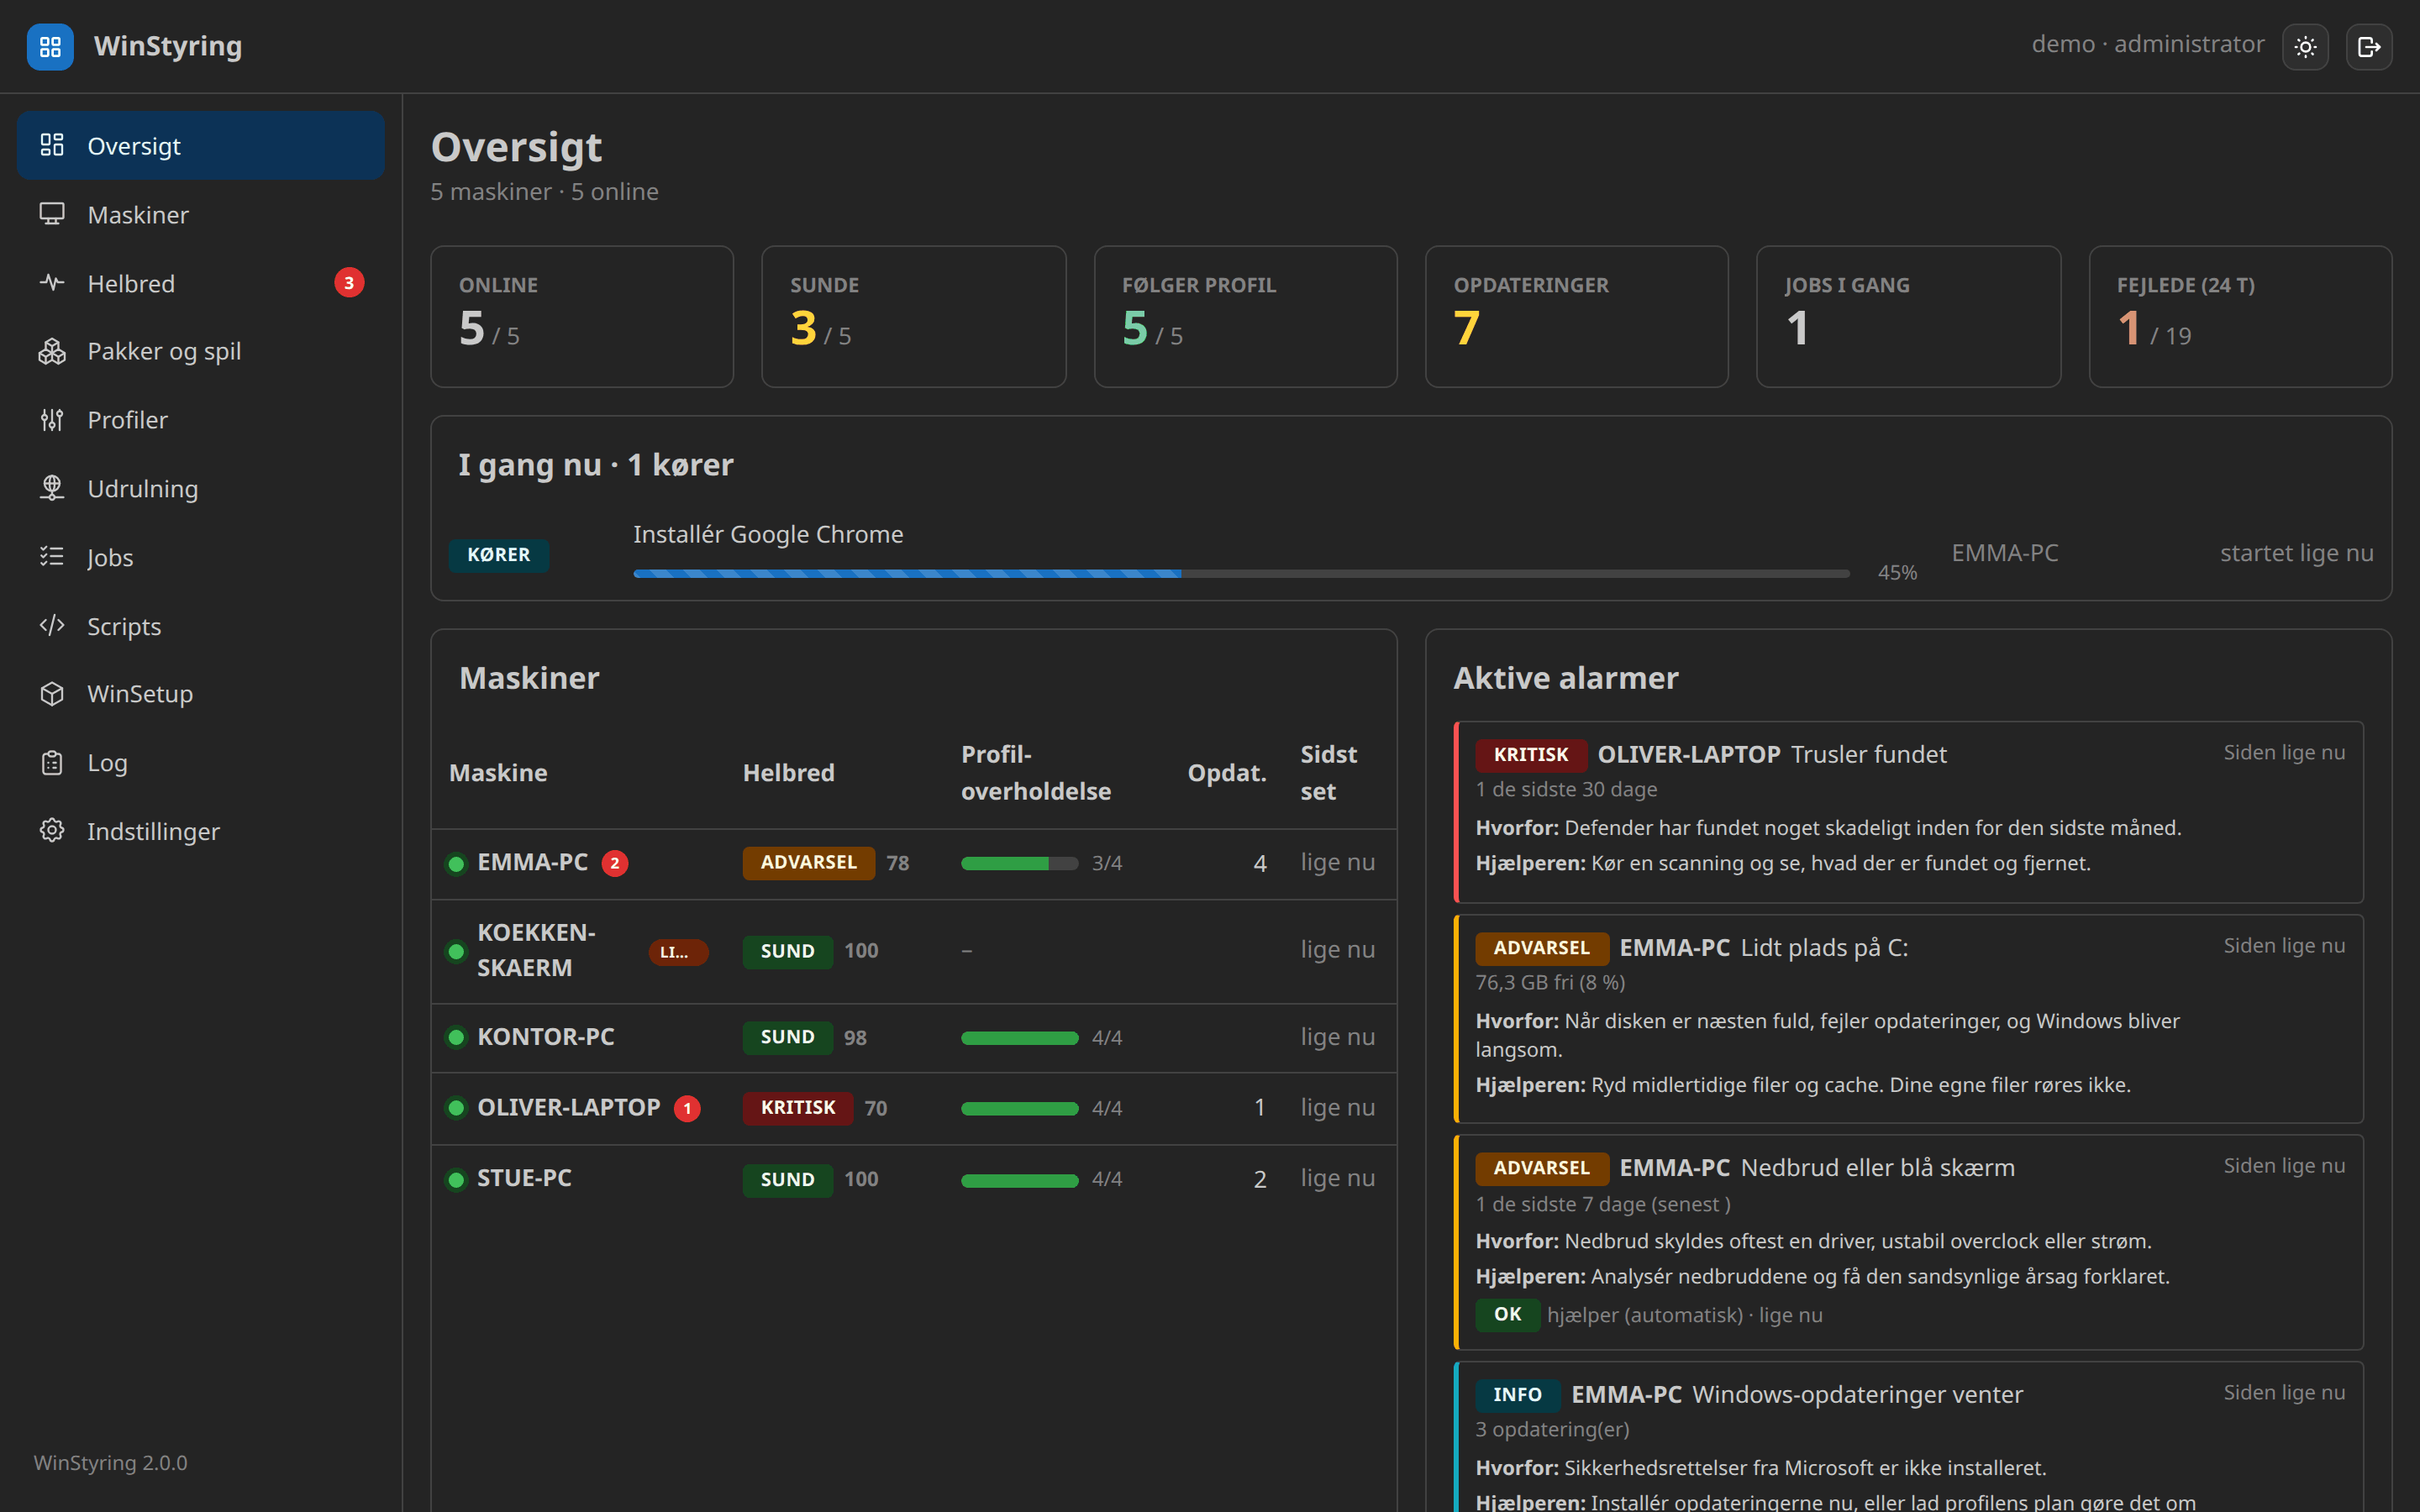 WinStyring
demo · administrator
Oversigt
Maskiner
Helbred 3
Pakker og spil
Profiler
Udrulning
Jobs
Scripts
WinSetup
Log
Indstillinger
WinStyring 2.0.0
Oversigt
5 maskiner · 5 online
ONLINE
5 / 5
SUNDE
3 / 5
FØLGER PROFIL
5 / 5
OPDATERINGER
7
JOBS I GANG
1
FEJLEDE (24 T)
1 / 19
I gang nu · 1 kører
KØRER
Installér Google Chrome
45%
EMMA-PC
startet lige nu
Maskiner
Maskine Helbred Profil-overholdelse Opdat. Sidst set
EMMA-PC 2 ADVARSEL 78 3/4 4 lige nu
KOEKKEN-SKAERM LI... SUND 100 – lige nu
KONTOR-PC SUND 98 4/4 lige nu
OLIVER-LAPTOP 1 KRITISK 70 4/4 1 lige nu
STUE-PC SUND 100 4/4 2 lige nu
Aktive alarmer
KRITISK OLIVER-LAPTOP Trusler fundet Siden lige nu
1 de sidste 30 dage
Hvorfor: Defender har fundet noget skadeligt inden for den sidste måned.
Hjælperen: Kør en scanning og se, hvad der er fundet og fjernet.
ADVARSEL EMMA-PC Lidt plads på C: Siden lige nu
76,3 GB fri (8 %)
Hvorfor: Når disken er næsten fuld, fejler opdateringer, og Windows bliver
langsom.
Hjælperen: Ryd midlertidige filer og cache. Dine egne filer røres ikke.
ADVARSEL EMMA-PC Nedbrud eller blå skærm Siden lige nu
1 de sidste 7 dage (senest )
Hvorfor: Nedbrud skyldes oftest en driver, ustabil overclock eller strøm.
Hjælperen: Analysér nedbruddene og få den sandsynlige årsag forklaret.
OK hjælper (automatisk) · lige nu
INFO EMMA-PC Windows-opdateringer venter Siden lige nu
3 opdatering(er)
Hvorfor: Sikkerhedsrettelser fra Microsoft er ikke installeret.
Hjælperen: Installér opdateringerne nu, eller lad profilens plan gøre det om